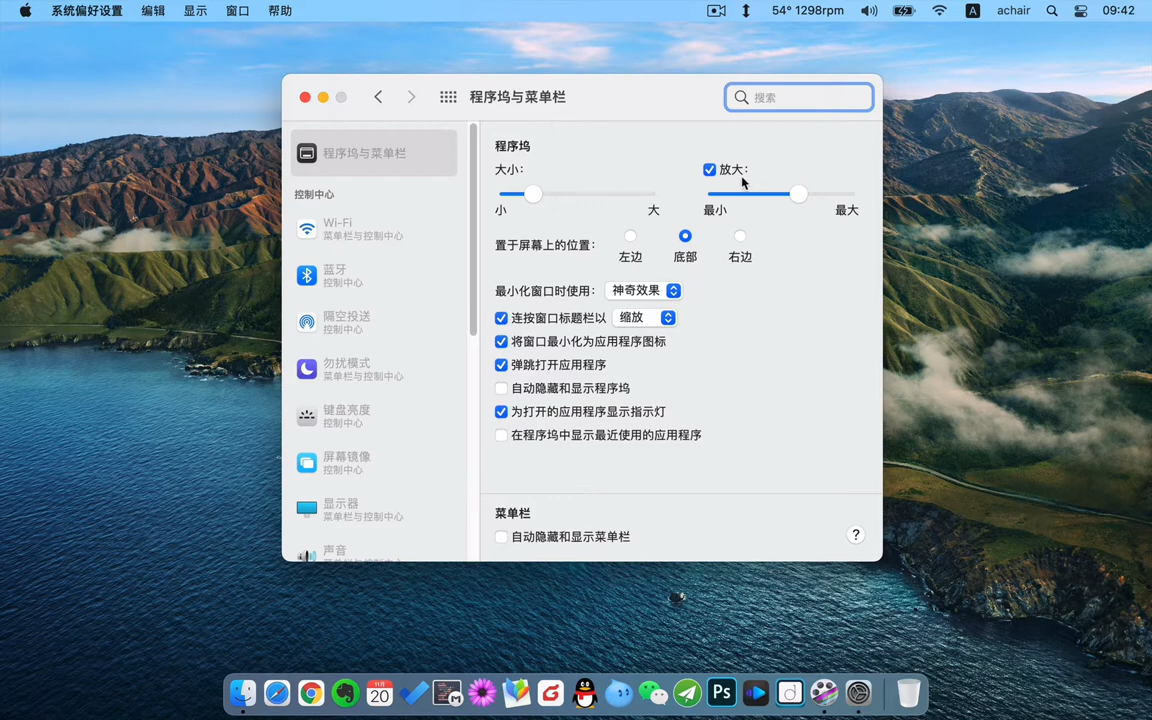 系统偏好设置 编辑 显示 窗口 帮助 54° 1298rpm A achair 09:42
程序坞与菜单栏 搜索
程序坞与菜单栏
控制中心
Wi-Fi
菜单栏与控制中心
蓝牙
控制中心
隔空投送
控制中心
勿扰模式
菜单栏与控制中心
键盘亮度
控制中心
屏幕镜像
控制中心
显示器
菜单栏与控制中心
声音
程序坞
大小: 放大:
小 大 最小 最大
置于屏幕上的位置:
左边 底部 右边
最小化窗口时使用: 神奇效果
连按窗口标题栏以 缩放
将窗口最小化为应用程序图标
弹跳打开应用程序
自动隐藏和显示程序坞
为打开的应用程序显示指示灯
在程序坞中显示最近使用的应用程序
菜单栏
自动隐藏和显示菜单栏 ?
11月
20
M
G
Ps
d